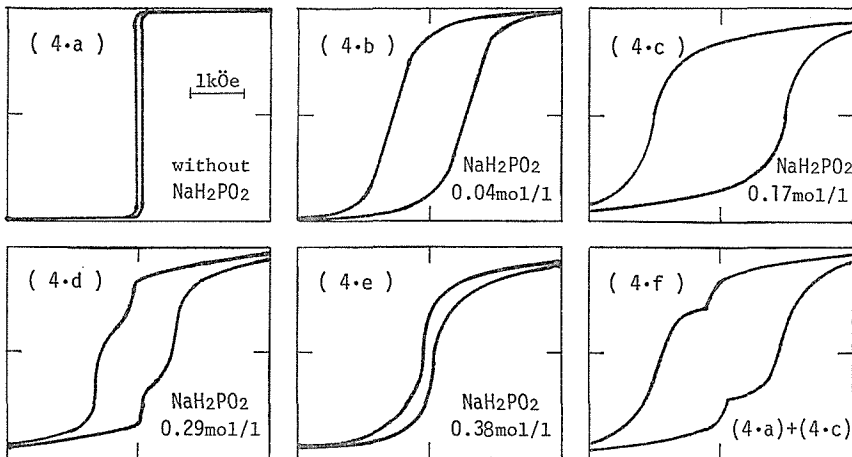 ( 4·a )
1kÖe
without
NaH2PO2
( 4·b )
NaH2PO2
0.04mol/l
( 4·c )
NaH2PO2
0.17mol/l
( 4·d )
NaH2PO2
0.29mol/l
( 4·e )
NaH2PO2
0.38mol/l
( 4·f )
(4·a)+(4·c)